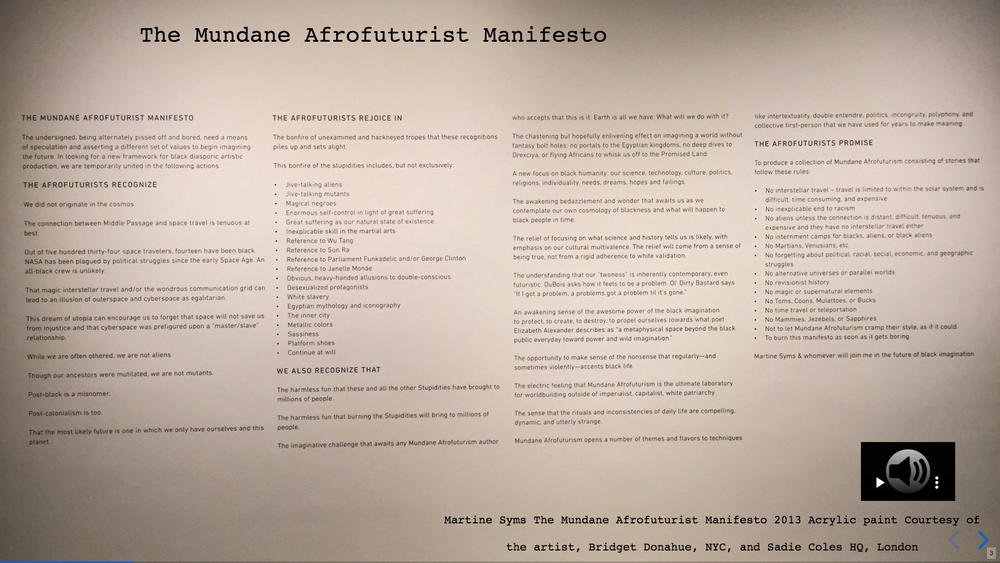 The Mundane Afrofuturist Manifesto
THE MUNDANE AFROFUTURIST MANIFESTO
The undersigned, being alternately pissed off and bored, need a means
of speculation and asserting a different set of values to begin imagining
the future. In looking for a new framework for black diasporic artistic
production, we are temporarily united in the following actions.
THE AFROFUTURISTS RECOGNIZE
We did not originate in the cosmos.
The connection between Middle Passage and space travel is tenuous at
best.
Out of five hundred thirty-four space travelers, fourteen have been black.
NASA has been plagued by political struggles since the early Space Age. An
all-black crew is unlikely.
That magic interstellar travel and/or the wondrous communication grid can
lead to an illusion of outerspace and cyberspace as egalitarian.
This dream of utopia can encourage us to forget that space will not save us
from injustice and that cyberspace was prefigured upon a "master/slave"
relationship.
While we are often othered, we are not aliens.
Though our ancestors were mutilated, we are not mutants.
Post-black is a misnomer.
Post-colonialism is too.
That the most likely future is one in which we only have ourselves and this
planet.
THE AFROFUTURISTS REJOICE IN
The bonfire of unexamined and hackneyed tropes that these recognitions
piles up and sets alight.
This bonfire of the stupidities includes, but not exclusively:
• Jive-talking aliens
• Jive-talking mutants
• Magical negroes
• Enormous self-control in light of great suffering
• Great suffering as our natural state of existence
• Inexplicable skill in the martial arts
• Reference to Wu Tang
• Reference to Sun Ra
• Reference to Parliament Funkadelic and/or George Clinton
• Reference to Janelle Monáe
• Obvious, heavy-handed allusions to double-conscious
• Desexualized protagonists
• White slavery
• Egyptian mythology and iconography
• The inner city
• Metallic colors
• Sassiness
• Platform shoes
• Continue at will
WE ALSO RECOGNIZE THAT
The harmless fun that these and all the other Stupidities have brought to
millions of people.
The harmless fun that burning the Stupidities will bring to millions of
people.
The imaginative challenge that awaits any Mundane Afrofuturism author
who accepts that this is it: Earth is all we have. What will we do with it?
The chastening but hopefully enlivening effect on imagining a world without
fantasy bolt holes: no portals to the Egyptian kingdoms, no deep dives to
Drexciya, or flying Africans to whisk us off to the Promised Land
A new focus on black humanity: our science, technology, culture, politics,
religions, individuality, needs, dreams, hopes and failings.
The awakening bedazzlement and wonder that awaits us as we
contemplate our own cosmology of blackness and what will happen to
black people in time.
The relief of focusing on what science and history tells us is likely, with
emphasis on our cultural multivalence. The relief will come from a sense of
being true, not from a rigid adherence to white validation.
The understanding that our "twoness" is inherently contemporary, even
futuristic. DuBois asks how it feels to be a problem. Ol' Dirty Bastard says
"If I got a problem, a problems got a problem til it's gone."
An awakening sense of the awesome power of the black imagination:
to protect, to create, to destroy, to propel ourselves towards what poet
Elizabeth Alexander describes as "a metaphysical space beyond the black
public everyday toward power and wild imagination."
The opportunity to make sense of the nonsense that regularly—and
sometimes violently—accents black life.
The electric feeling that Mundane Afrofuturism is the ultimate laboratory
for worldbuilding outside of imperialist, capitalist, white patriarchy.
The sense that the rituals and inconsistencies of daily life are compelling,
dynamic, and utterly strange.
Mundane Afrofuturism opens a number of themes and flavors to techniques
like intertextuality, double entendre, politics, incongruity, polyphony, and
collective first-person that we have used for years to make meaning.
THE AFROFUTURISTS PROMISE
To produce a collection of Mundane Afrofuturism consisting of stories that
follow these rules:
• No interstellar travel – travel is limited to within the solar system and is
difficult, time consuming, and expensive
• No inexplicable end to racism
• No aliens unless the connection is distant, difficult, tenuous, and
expensive and they have no interstellar travel either
• No internment camps for blacks, aliens, or black aliens
• No Martians, Venusians, etc.
• No forgetting about political, racial, social, economic, and geographic
struggles
• No alternative universes or parallel worlds
• No revisionist history
• No magic or supernatural elements
• No Toms, Coons, Mulattoes, or Bucks
• No time travel or teleportation
• No Mammies, Jezebels, or Sapphires
• Not to let Mundane Afrofuturism cramp their style, as if it could
• To burn this manifesto as soon as it gets boring.
Martine Syms & whomever will join me in the future of black imagination
Martine Syms The Mundane Afrofuturist Manifesto 2013 Acrylic paint Courtesy of
the artist, Bridget Donahue, NYC, and Sadie Coles HQ, London
3